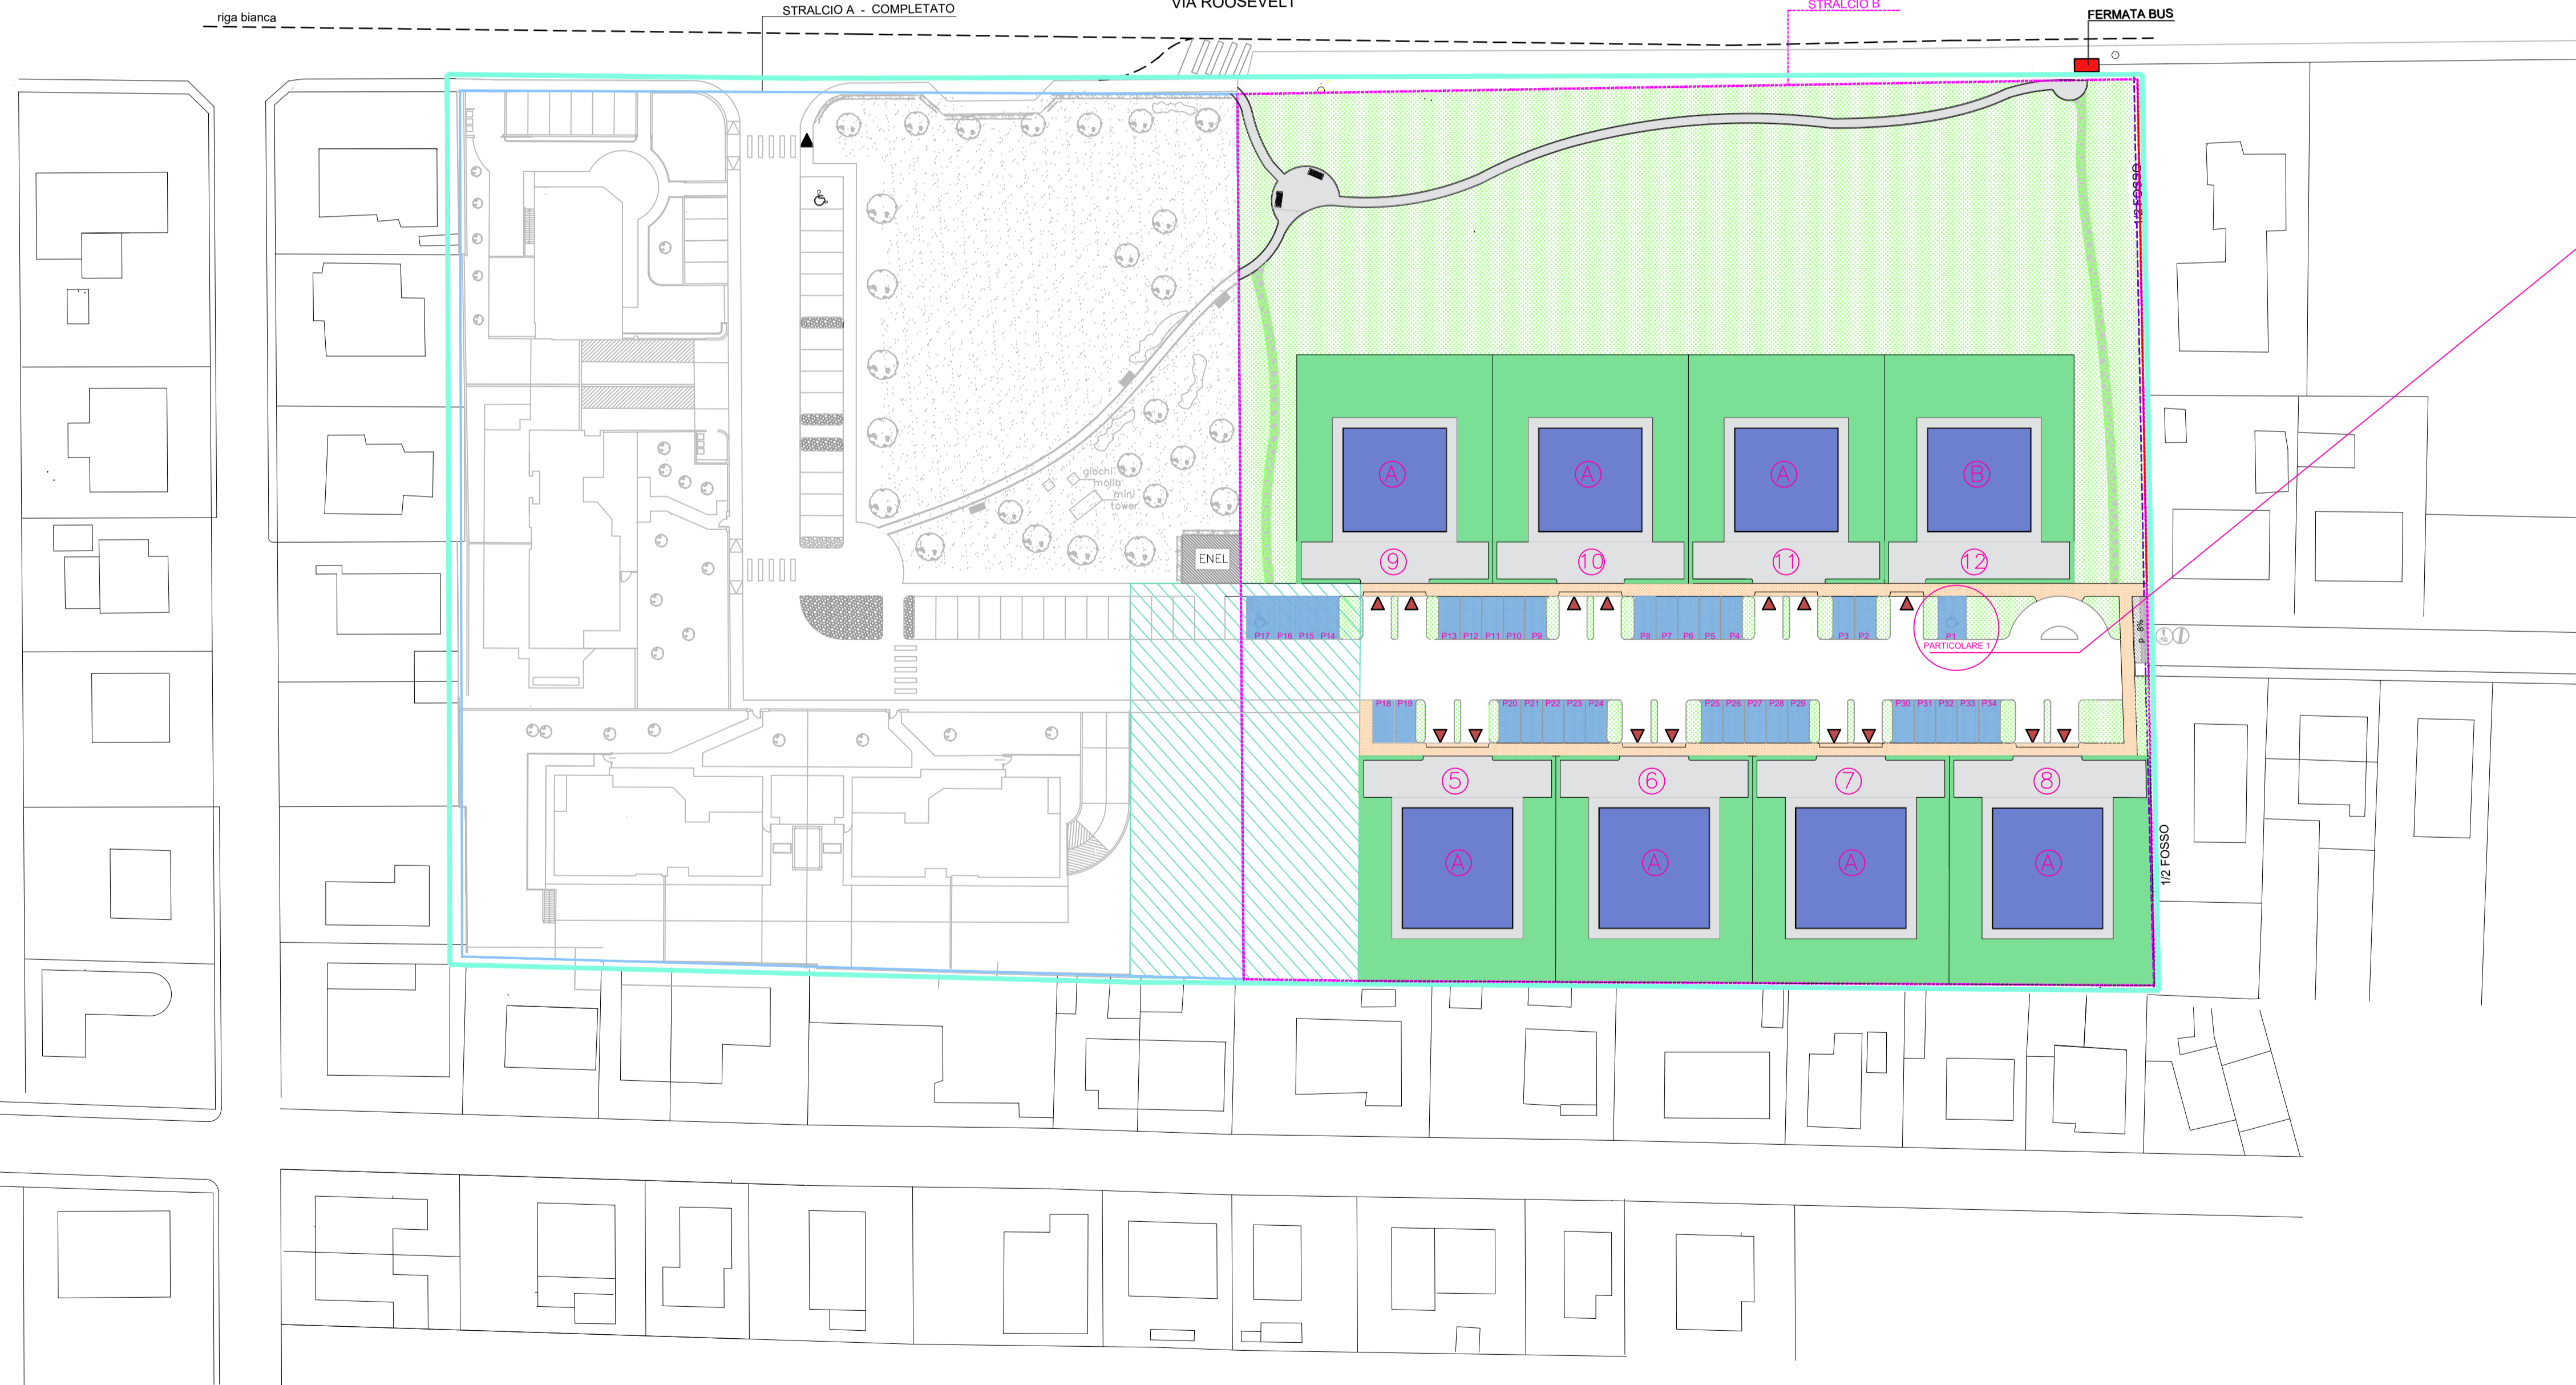 VIA ROOSEVELT
STRALCIO A - COMPLETATO
STRALCIO B
riga bianca
FERMATA BUS
1/2 FOSSO
giochi
molla
mini
tower
ENEL
A
A
A
B
9
10
11
12
P17 P16 P15 P14
P13 P12 P11 P10 P9
P8 P7 P6 P5 P4
P3 P2
P1
PARTICOLARE 1
p 8%
P18 P19
P20 P21 P22 P23 P24
P25 P26 P27 P28 P29
P30 P31 P32 P33 P34
5
6
7
8
A
A
A
A
1/2 FOSSO